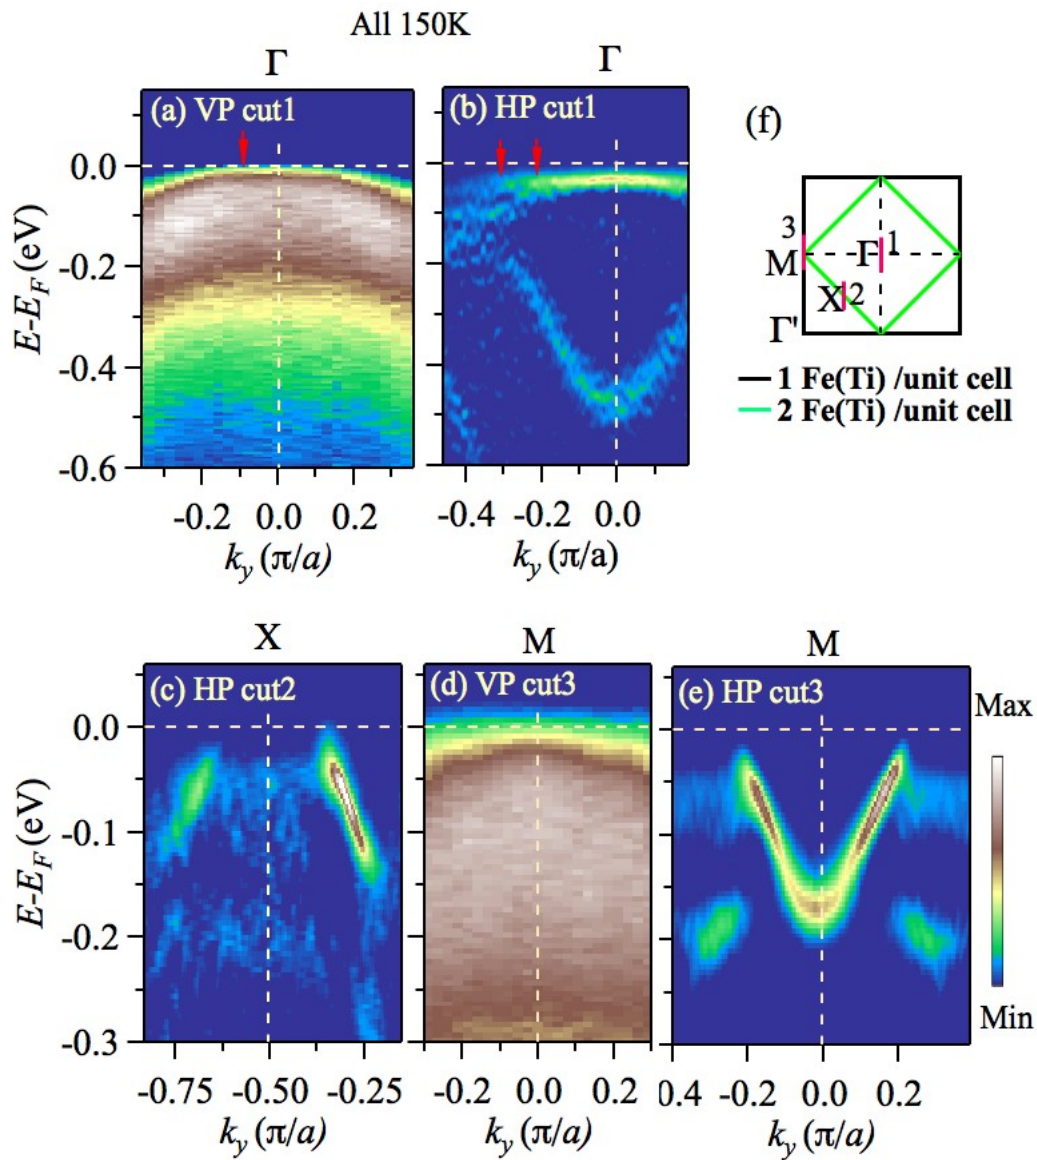 All 150K
Γ Γ
(a) VP cut1 (b) HP cut1 (f)
0.0
-0.2
-0.4
-0.6
E-E_F (eV)
-0.2 0.0 0.2
k_y (π/a)
-0.4 -0.2 0.0
k_y (π/a)
3
M Γ 1
X 2
Γ'
1 Fe(Ti) /unit cell
2 Fe(Ti) /unit cell
X M M
(c) HP cut2 (d) VP cut3 (e) HP cut3
Max
Min
0.0
-0.1
-0.2
-0.3
E-E_F (eV)
-0.75 -0.50 -0.25
k_y (π/a)
-0.2 0.0 0.2
k_y (π/a)
0.4 -0.2 0.0 0.2
k_y (π/a)